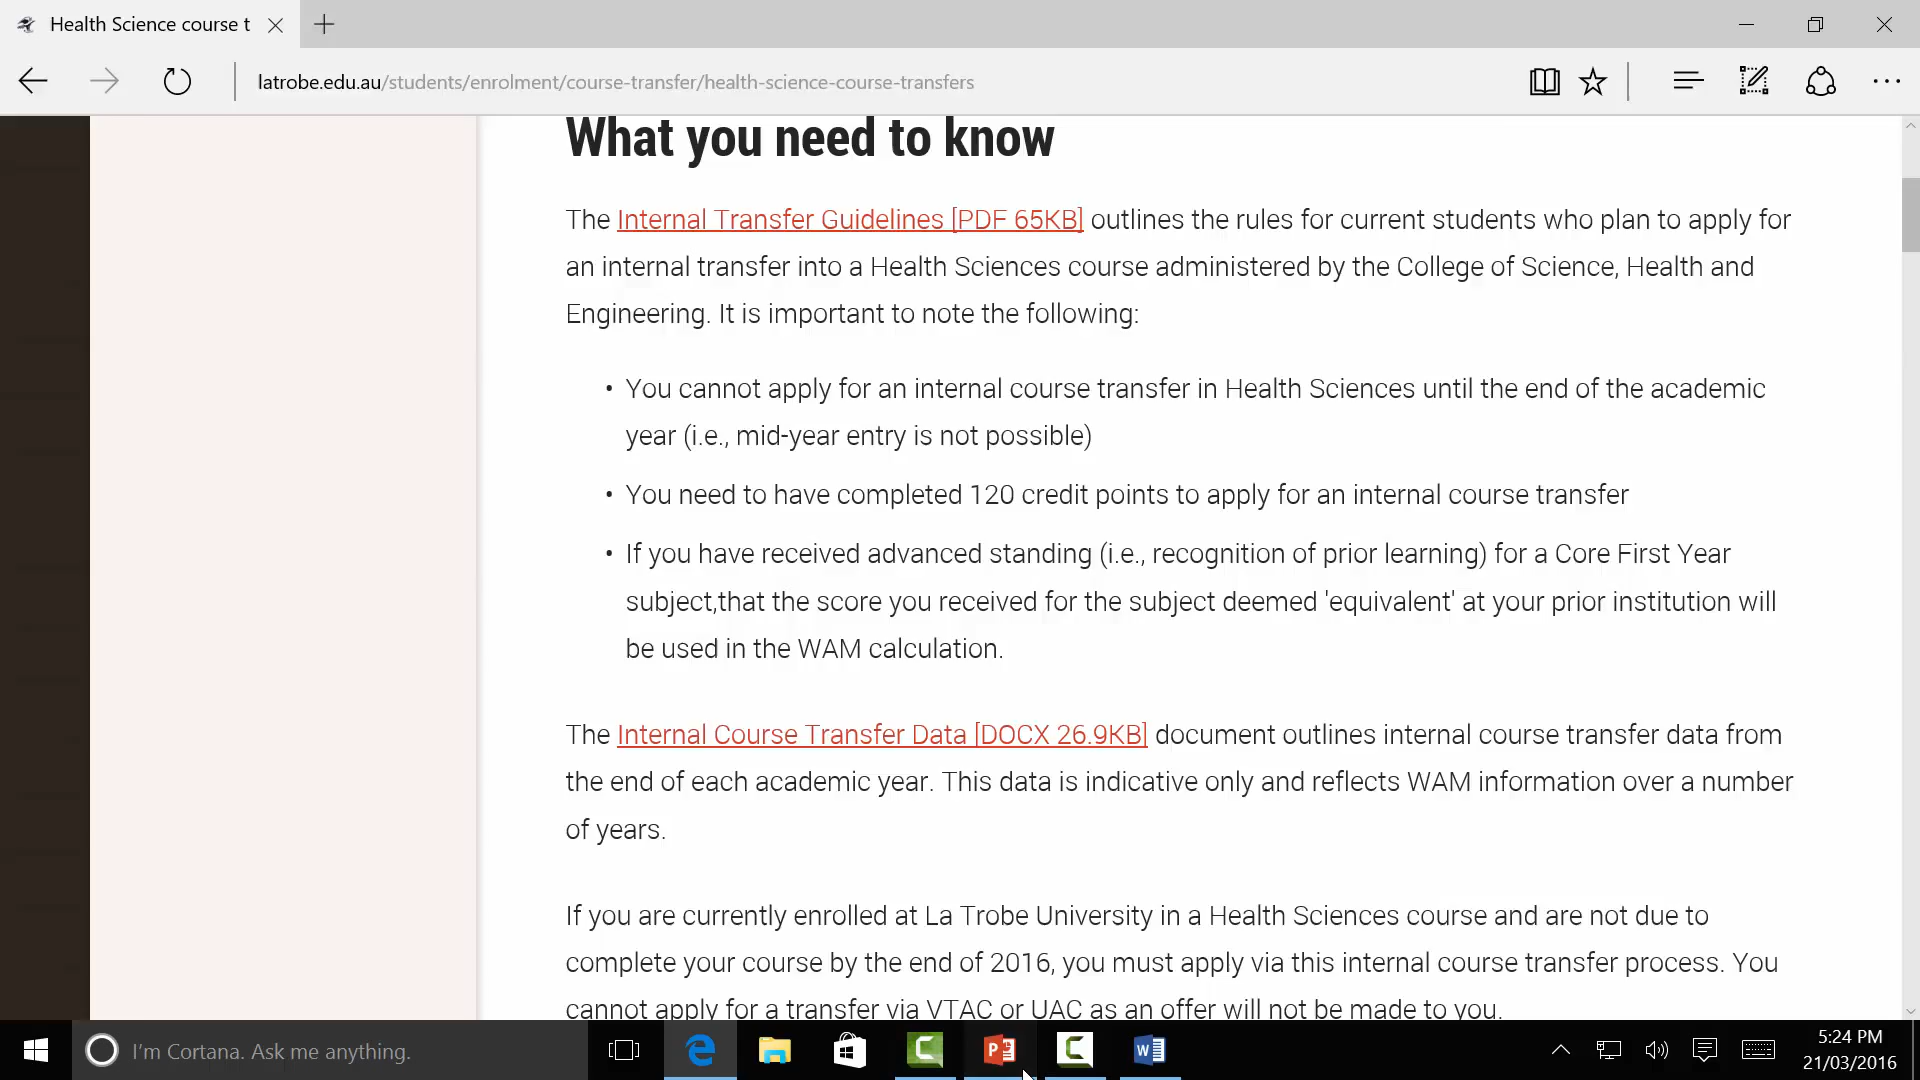 Health Science course t
latrobe.edu.au/students/enrolment/course-transfer/health-science-course-transfers
What you need to know
The Internal Transfer Guidelines [PDF 65KB] outlines the rules for current students who plan to apply for
an internal transfer into a Health Sciences course administered by the College of Science, Health and
Engineering. It is important to note the following:
• You cannot apply for an internal course transfer in Health Sciences until the end of the academic
year (i.e., mid-year entry is not possible)
• You need to have completed 120 credit points to apply for an internal course transfer
• If you have received advanced standing (i.e., recognition of prior learning) for a Core First Year
subject,that the score you received for the subject deemed 'equivalent' at your prior institution will
be used in the WAM calculation.
The Internal Course Transfer Data [DOCX 26.9KB] document outlines internal course transfer data from
the end of each academic year. This data is indicative only and reflects WAM information over a number
of years.
If you are currently enrolled at La Trobe University in a Health Sciences course and are not due to
complete your course by the end of 2016, you must apply via this internal course transfer process. You
cannot apply for a transfer via VTAC or UAC as an offer will not be made to you.
I'm Cortana. Ask me anything.
5:24 PM
21/03/2016